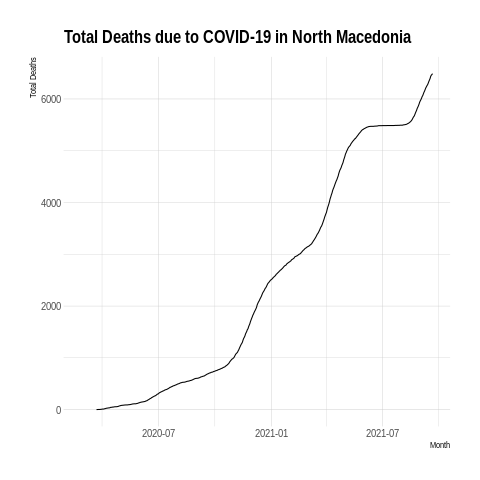 Total Deaths due to COVID-19 in North Macedonia
Total Deaths
6000
4000
2000
0
2020-07
2021-01
2021-07
Month